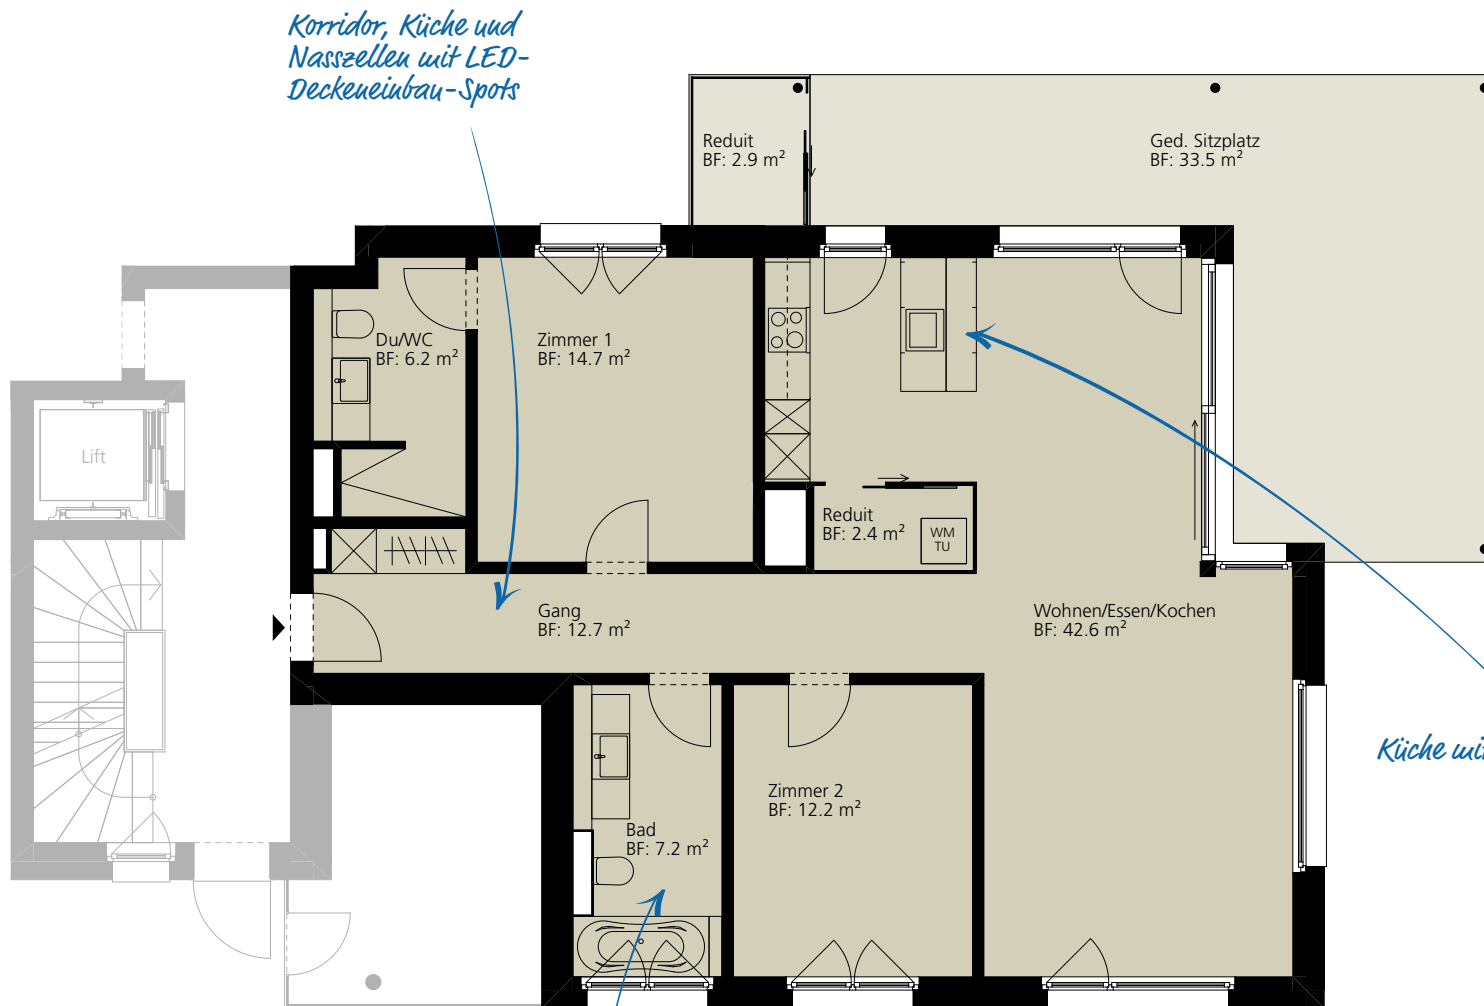 Korridor, Küche und
Nasszellen mit LED-
Deckeneinbau-Spots
Reduit
BF: 2.9 m²
Ged. Sitzplatz
BF: 33.5 m²
Du/WC
BF: 6.2 m²
Zimmer 1
BF: 14.7 m²
Lift
Reduit
BF: 2.4 m²
WM
TU
Gang
BF: 12.7 m²
Wohnen/Essen/Kochen
BF: 42.6 m²
Küche mit
Zimmer 2
BF: 12.2 m²
Bad
BF: 7.2 m²